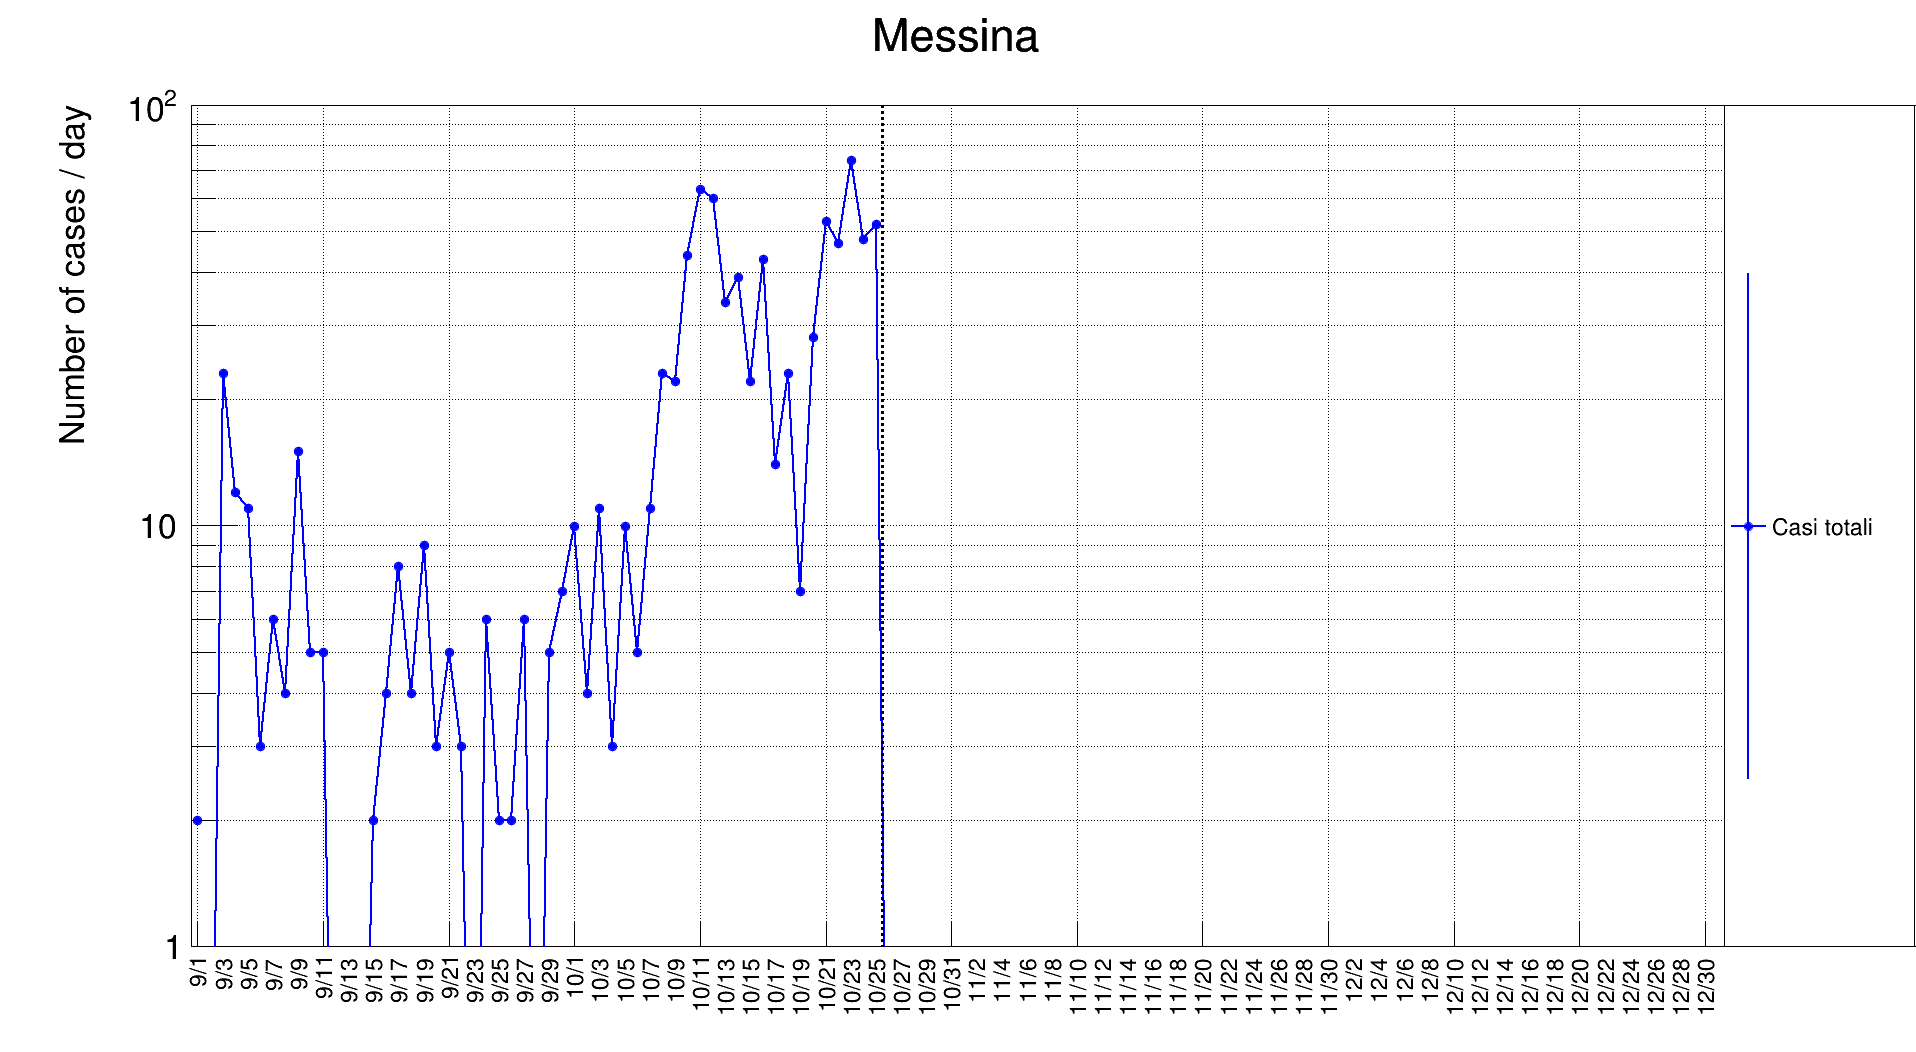 Messina
Number of cases / day
10²
10
1
9/1 9/3 9/5 9/7 9/9 9/11 9/13 9/15 9/17 9/19 9/21 9/23 9/25 9/27 9/29 10/1 10/3 10/5 10/7 10/9 10/11 10/13 10/15 10/17 10/19 10/21 10/23 10/25 10/27 10/29 10/31 11/2 11/4 11/6 11/8 11/10 11/12 11/14 11/16 11/18 11/20 11/22 11/24 11/26 11/28 11/30 12/2 12/4 12/6 12/8 12/10 12/12 12/14 12/16 12/18 12/20 12/22 12/24 12/26 12/28 12/30
Casi totali